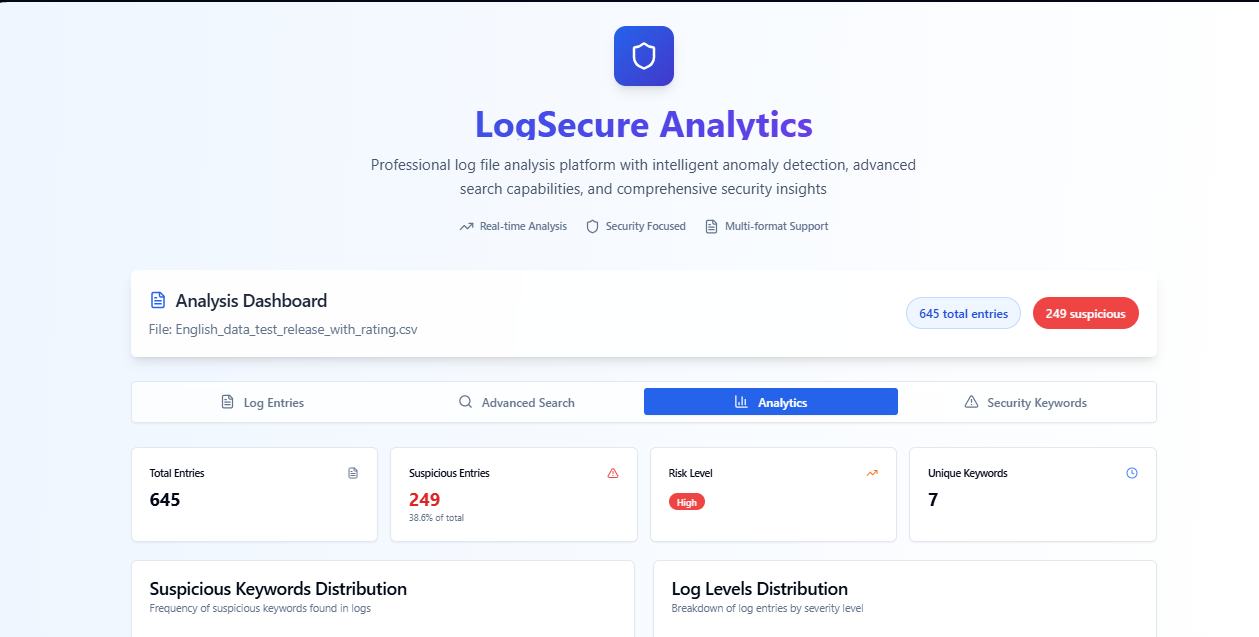 LogSecure Analytics
Professional log file analysis platform with intelligent anomaly detection, advanced
search capabilities, and comprehensive security insights
Real-time Analysis
Security Focused
Multi-format Support
Analysis Dashboard
File: English_data_test_release_with_rating.csv
645 total entries
249 suspicious
Log Entries
Advanced Search
Analytics
Security Keywords
Total Entries
645
Suspicious Entries
249
38.6% of total
Risk Level
High
Unique Keywords
7
Suspicious Keywords Distribution
Frequency of suspicious keywords found in logs
Log Levels Distribution
Breakdown of log entries by severity level